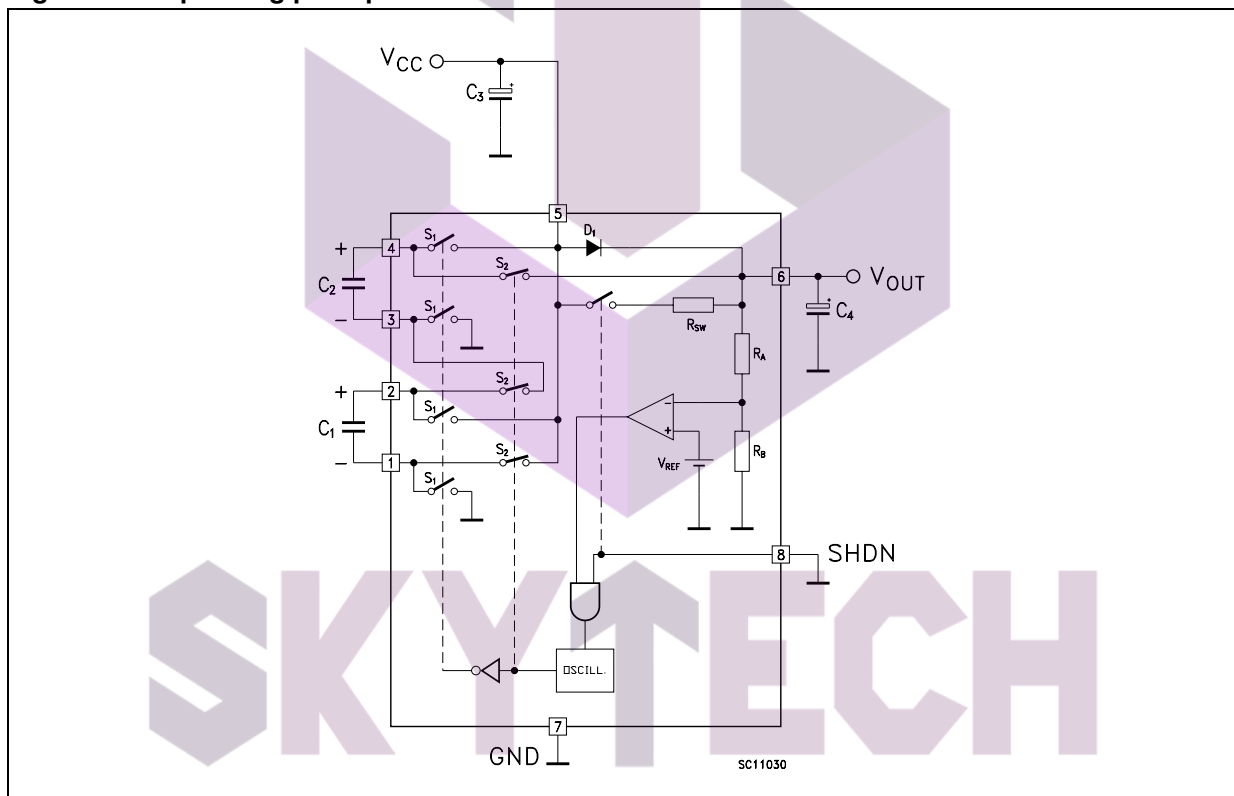 VCC
C3
+
5
D1
4
+
S1
S2
6
VOUT
+
C4
C2
RSW
3
-
S1
RA
2
+
S2
S1
-
+
C1
VREF
RB
1
-
S2
S1
8
SHDN
OSCILL.
7
GND
SC11030
SKYTECH